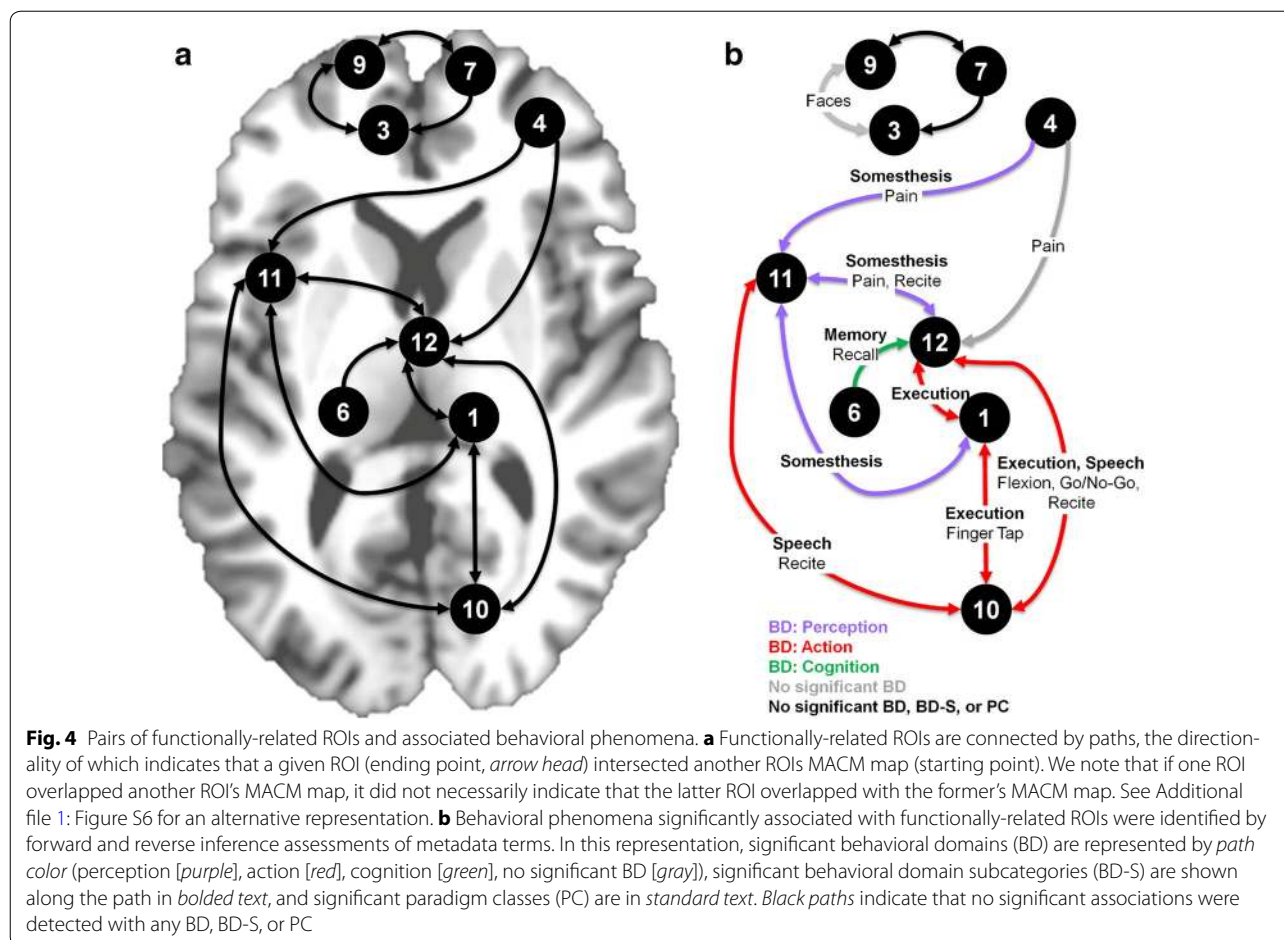 a
9
7
3
4
11
12
6
1
10
b
9
7
Faces
3
4
Somesthesis
Pain
Pain
11
Somesthesis
Pain, Recite
Memory
Recall
12
6
Execution
1
Somesthesis
Execution, Speech
Flexion, Go/No-Go,
Recite
Execution
Finger Tap
Speech
Recite
10
BD: Perception
BD: Action
BD: Cognition
No significant BD
No significant BD, BD-S, or PC
Fig. 4 Pairs of functionally-related ROIs and associated behavioral phenomena. a Functionally-related ROIs are connected by paths, the direction-
ality of which indicates that a given ROI (ending point, arrow head) intersected another ROIs MACM map (starting point). We note that if one ROI
overlapped another ROI's MACM map, it did not necessarily indicate that the latter ROI overlapped with the former's MACM map. See Additional
file 1: Figure S6 for an alternative representation. b Behavioral phenomena significantly associated with functionally-related ROIs were identified by
forward and reverse inference assessments of metadata terms. In this representation, significant behavioral domains (BD) are represented by path
color (perception [purple], action [red], cognition [green], no significant BD [gray]), significant behavioral domain subcategories (BD-S) are shown
along the path in bolded text, and significant paradigm classes (PC) are in standard text. Black paths indicate that no significant associations were
detected with any BD, BD-S, or PC